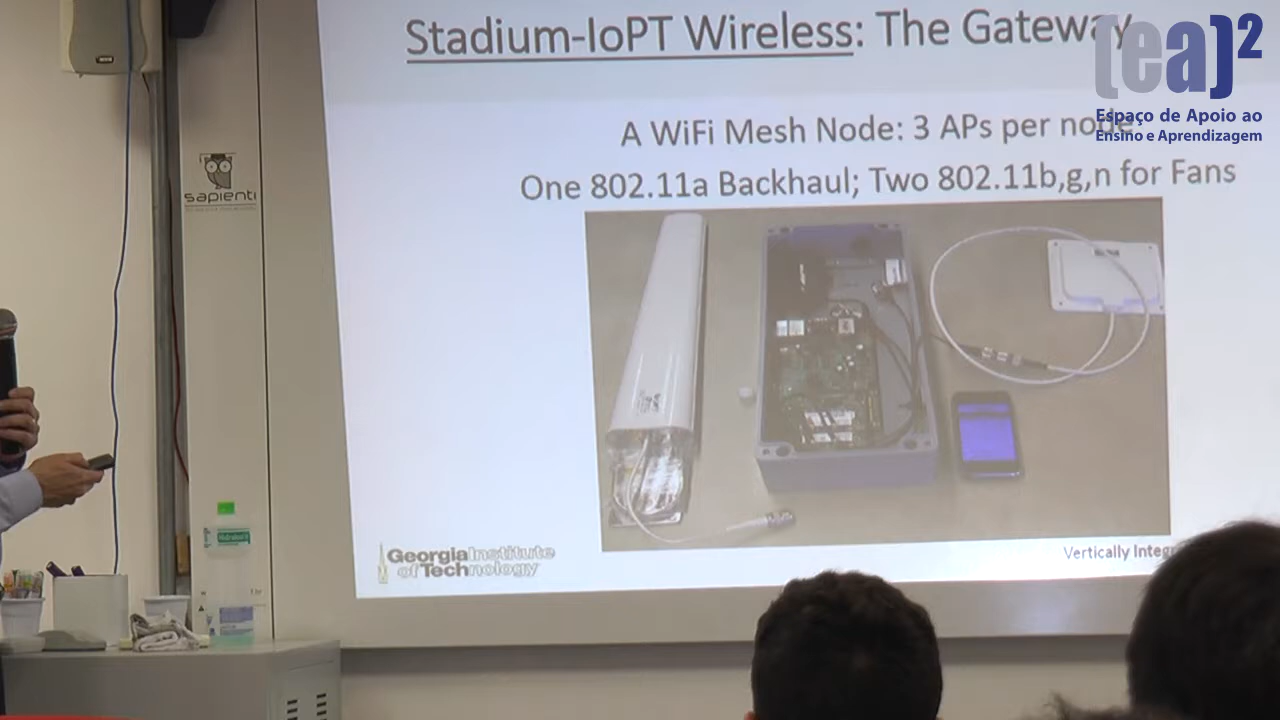 Stadium-IoPT Wireless: The Gateway
(ea)²
Espaço de Apoio ao
Ensino e Aprendizagem
A WiFi Mesh Node: 3 APs per node
One 802.11a Backhaul; Two 802.11b,g,n for Fans
sapienti
Georgia Institute
of Technology
Vertically Integr